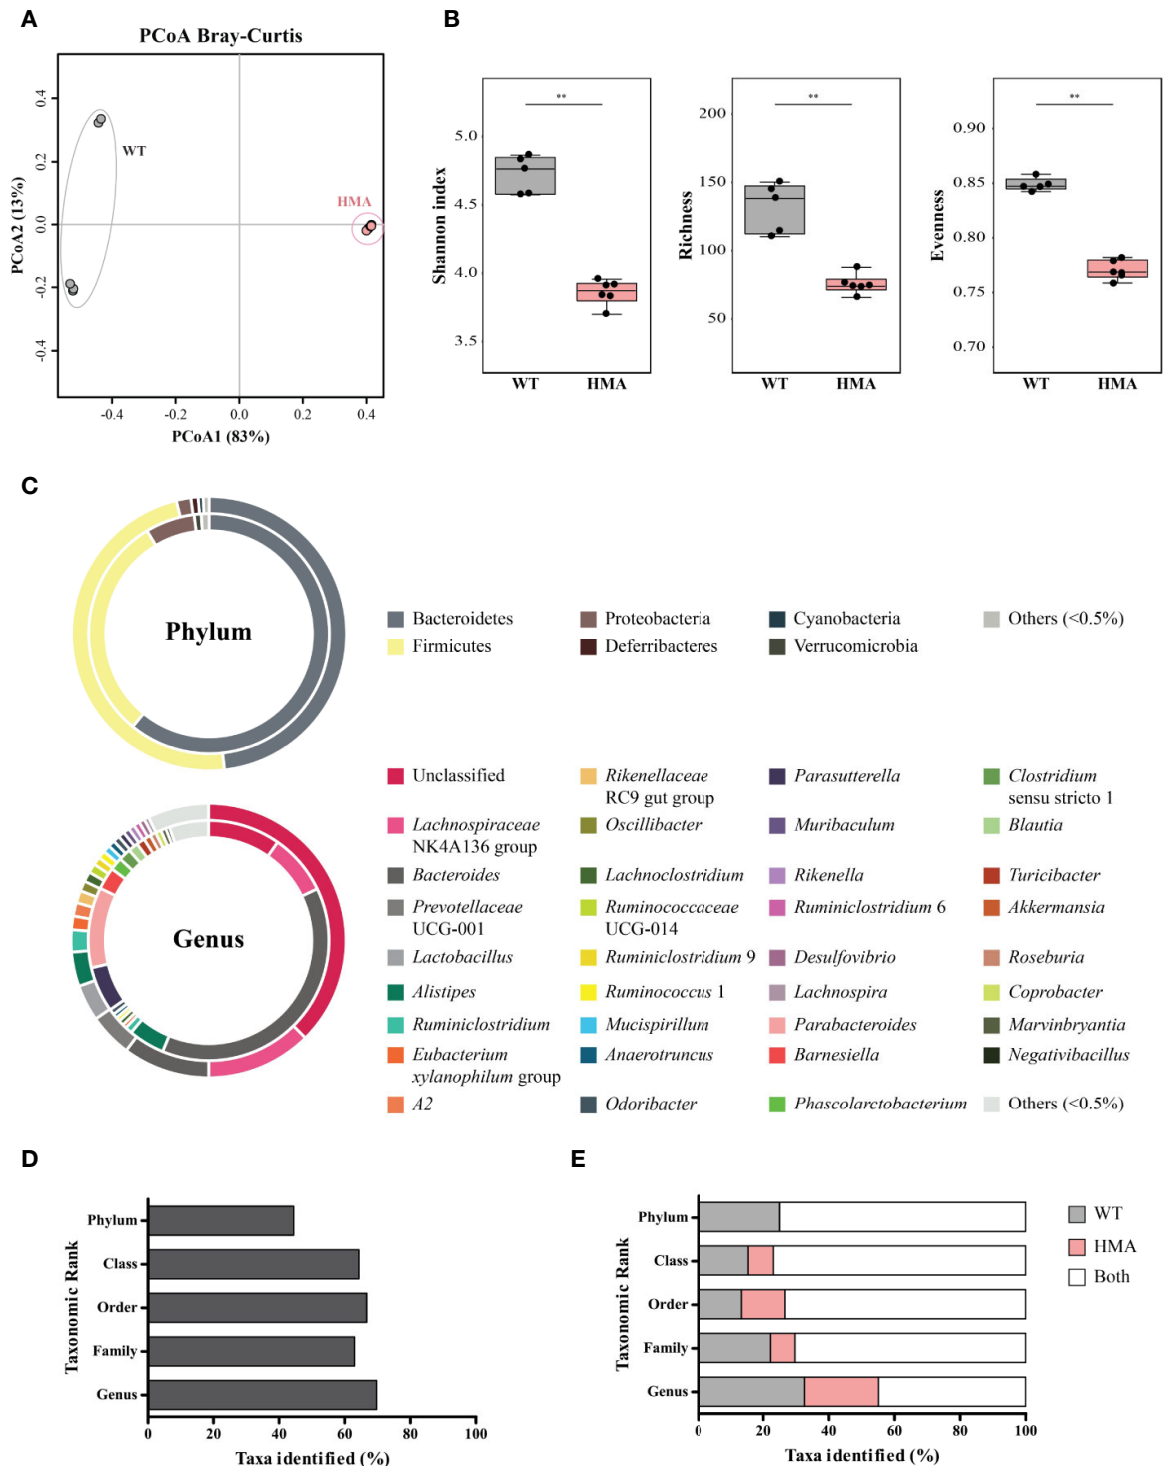 A
B
PCoA Bray-Curtis
PCoA2 (13%)
0.4
0.2
0.0
-0.2
-0.4
WT
HMA
-0.4
-0.2
0.0
0.2
0.4
PCoA1 (83%)
Shannon index
5.0
4.5
4.0
3.5
**
WT
HMA
Richness
200
150
100
50
**
WT
HMA
Evenness
0.90
0.85
0.80
0.75
0.70
**
WT
HMA
C
Phylum
Bacteroidetes
Proteobacteria
Cyanobacteria
Others (<0.5%)
Firmicutes
Deferribacteres
Verrucomicrobia
Genus
Unclassified
Lachnospiraceae
NK4A136 group
Bacteroides
Prevotellaceae
UCG-001
Lactobacillus
Alistipes
Ruminiclostridium
Eubacterium
xylanophilum group
A2
Rikenellaceae
RC9 gut group
Oscillibacter
Lachnoclostridium
Ruminococcaceae
UCG-014
Ruminiclostridium 9
Ruminococcus 1
Mucispirillum
Anaerotruncus
Odoribacter
Parasutterella
Muribaculum
Rikenella
Ruminiclostridium 6
Desulfovibrio
Lachnospira
Parabacteroides
Barnesiella
Phascolarctobacterium
Clostridium
sensu stricto 1
Blautia
Turicibacter
Akkermansia
Roseburia
Coprobacter
Marvinbryantia
Negativibacillus
Others (<0.5%)
D
Taxonomic Rank
Phylum
Class
Order
Family
Genus
0
20
40
60
80
100
Taxa identified (%)
E
Taxonomic Rank
Phylum
Class
Order
Family
Genus
0
20
40
60
80
100
Taxa identified (%)
WT
HMA
Both